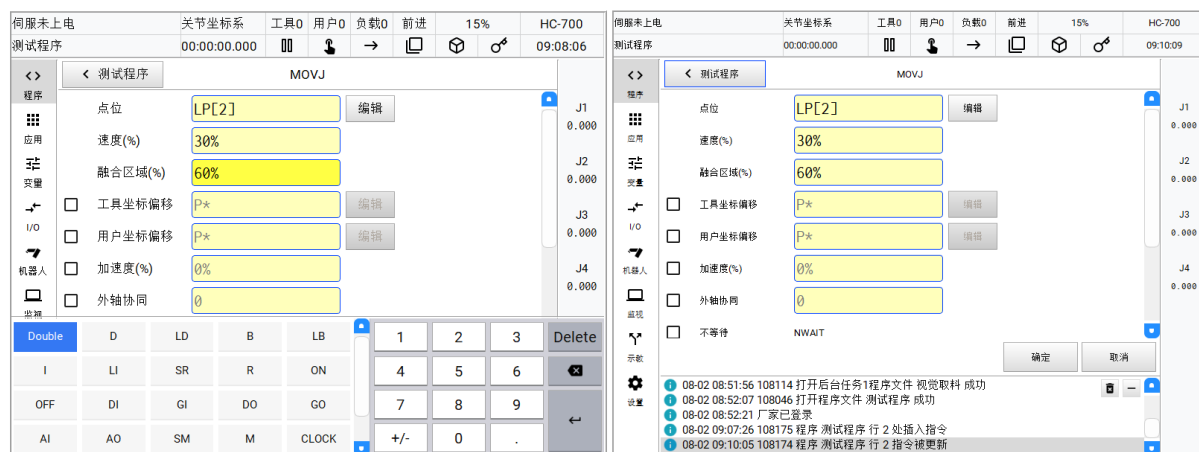 伺服未上电 关节坐标系 工具0 用户0 负载0 前进 15% HC-700
测试程序 00:00:00.000 09:08:06
程序 测试程序 MOVJ
点位 LP[2] 编辑 J1
应用 速度(%) 30% 0.000
变量 融合区域(%) 60% J2
0.000
I/O 工具坐标偏移 P* 编辑 J3
用户坐标偏移 P* 编辑 0.000
机器人 加速度(%) 0% J4
监视 外轴协同 0 0.000
Double D LD B LB 1 2 3 Delete
I LI SR R ON 4 5 6
OFF DI GI DO GO 7 8 9
AI AO SM M CLOCK +/- 0 .
伺服未上电 关节坐标系 工具0 用户0 负载0 前进 15% HC-700
测试程序 00:00:00.000 09:10:09
程序 测试程序 MOVJ
点位 LP[2] 编辑 J1
应用 速度(%) 30% 0.000
变量 融合区域(%) 60% J2
0.000
I/O 工具坐标偏移 P* 编辑 J3
用户坐标偏移 P* 编辑 0.000
机器人 加速度(%) 0% J4
监视 外轴协同 0 0.000
不等待 NWAIT
示教 确定 取消
设置
08-02 08:51:56 108114 打开后台任务1程序文件 视觉取料 成功
08-02 08:52:07 108046 打开程序文件 测试程序 成功
08-02 08:52:21 厂家已登录
08-02 09:07:26 108175 程序 测试程序 行 2 处插入指令
08-02 09:10:05 108174 程序 测试程序 行 2 指令被更新